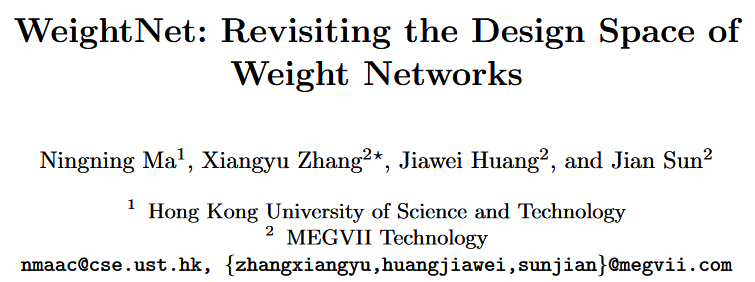 WeightNet: Revisiting the Design Space of
Weight Networks
Ningning Ma¹, Xiangyu Zhang²⋆, Jiawei Huang², and Jian Sun²
¹ Hong Kong University of Science and Technology
² MEGVII Technology
nmaac@cse.ust.hk, {zhangxiangyu,huangjiawei,sunjian}@megvii.com